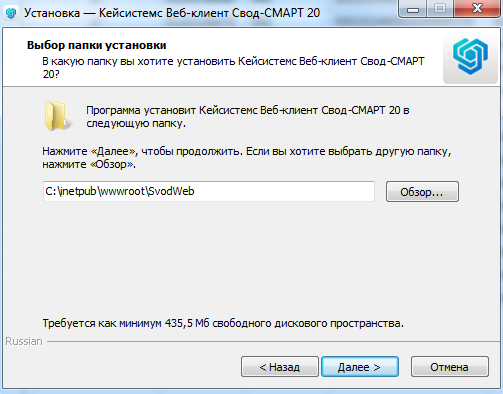 Установка — Кейсистемс Веб-клиент Свод-СМАРТ 20
Выбор папки установки
В какую папку вы хотите установить Кейсистемс Веб-клиент Свод-СМАРТ
20?
Программа установит Кейсистемс Веб-клиент Свод-СМАРТ 20 в
следующую папку.
Нажмите «Далее», чтобы продолжить. Если вы хотите выбрать другую папку,
нажмите «Обзор».
C:\inetpub\wwwroot\SvodWeb
Обзор...
Требуется как минимум 435,5 Мб свободного дискового пространства.
Russian
< Назад
Далее >
Отмена